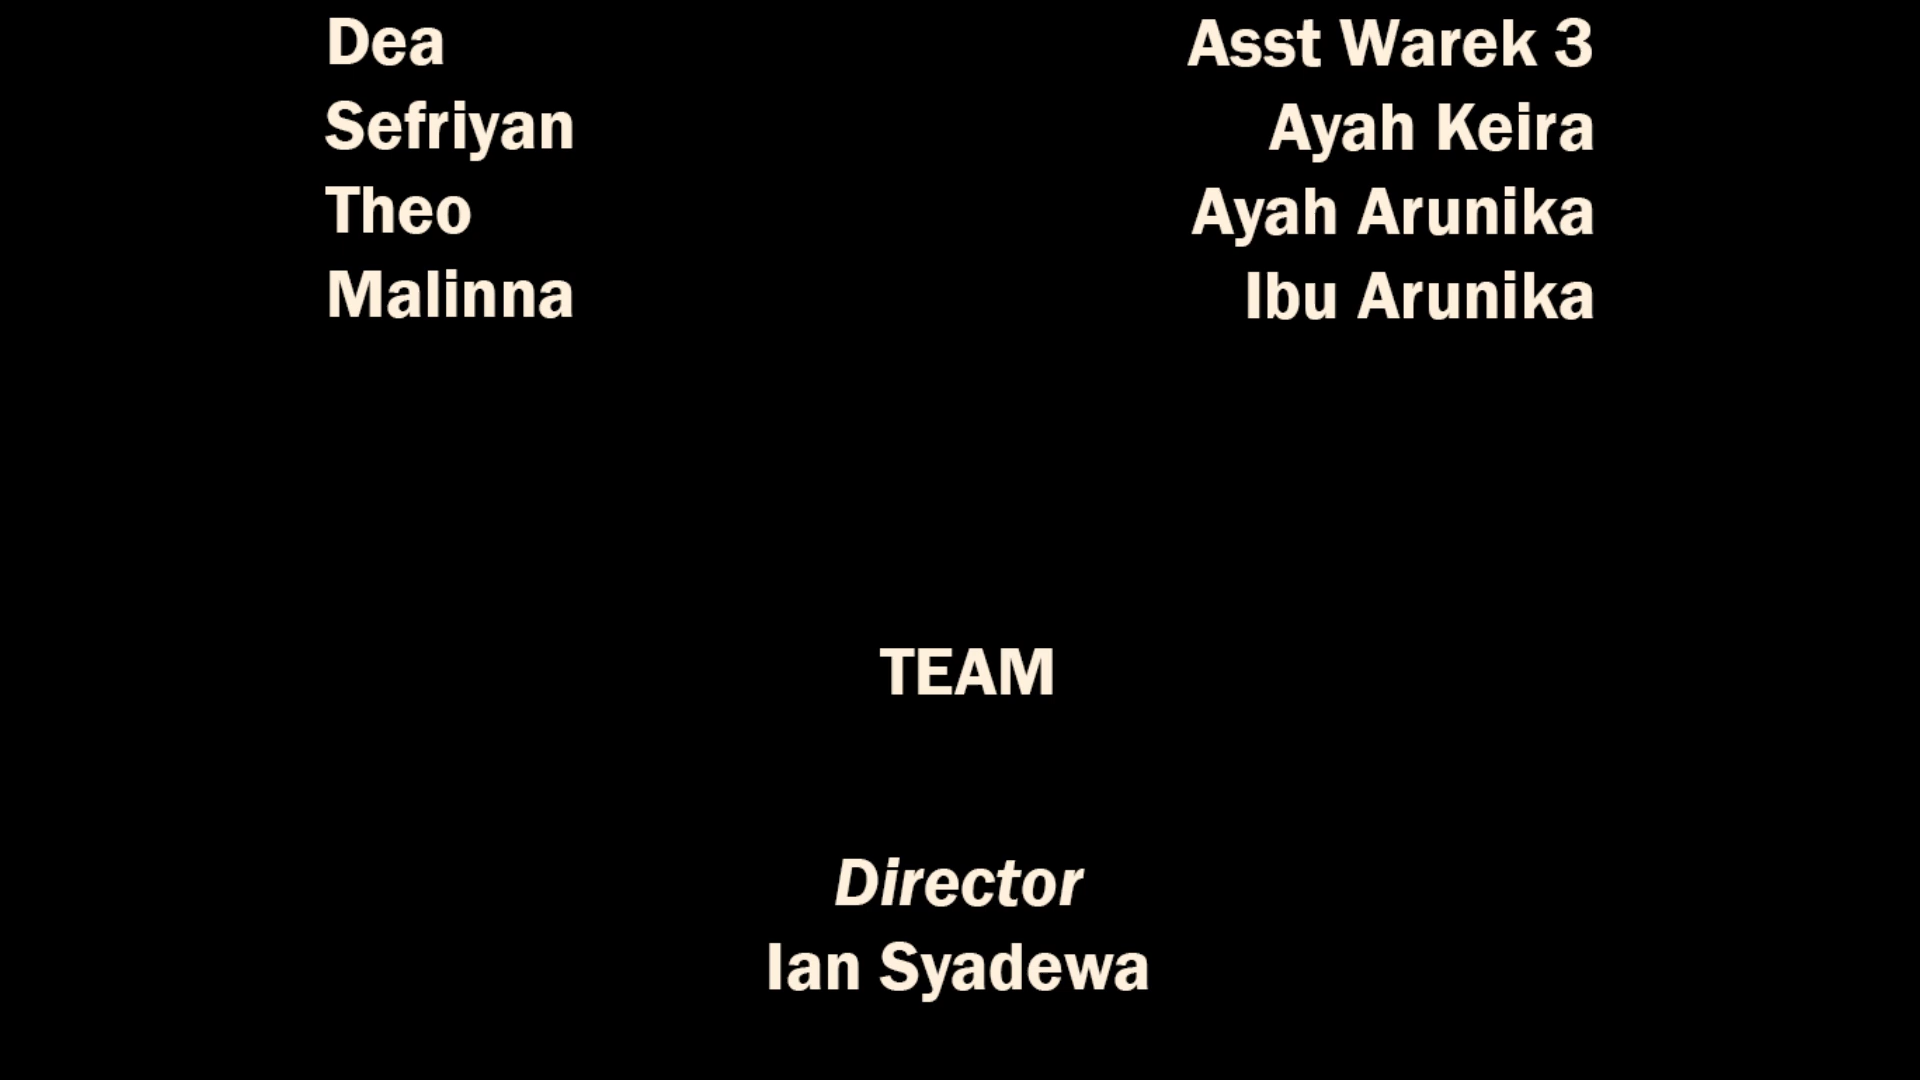 Dea Asst Warek 3
Sefriyan Ayah Keira
Theo Ayah Arunika
Malinna Ibu Arunika
TEAM
Director
Ian Syadewa